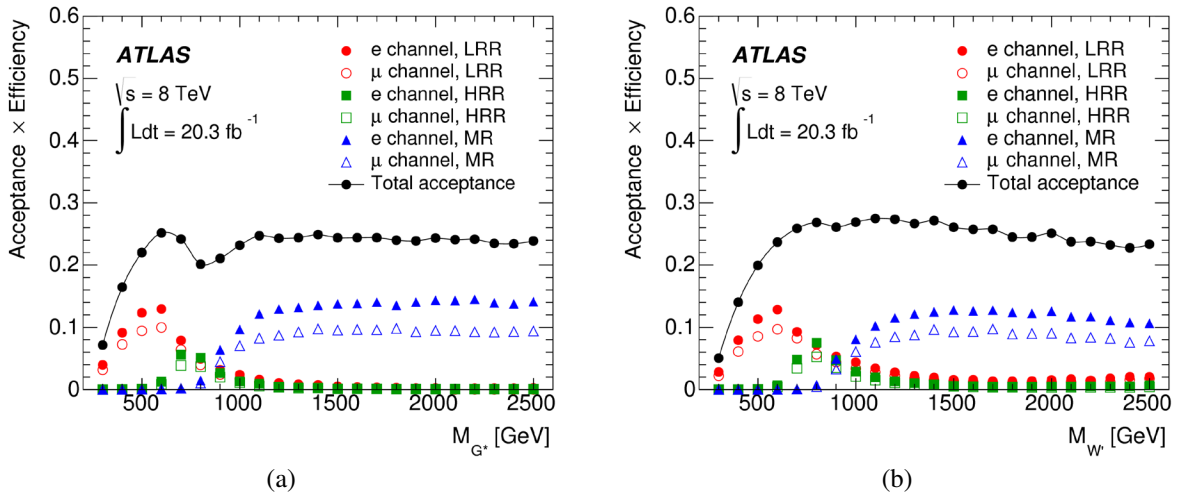 0.6
0.5
0.4
0.3
0.2
0.1
0
Acceptance × Efficiency
ATLAS
√s = 8 TeV
∫ Ldt = 20.3 fb⁻¹
e channel, LRR
μ channel, LRR
e channel, HRR
μ channel, HRR
e channel, MR
μ channel, MR
Total acceptance
500 1000 1500 2000 2500
M_G* [GeV]
(a)
0.6
0.5
0.4
0.3
0.2
0.1
0
Acceptance × Efficiency
ATLAS
√s = 8 TeV
∫ Ldt = 20.3 fb⁻¹
e channel, LRR
μ channel, LRR
e channel, HRR
μ channel, HRR
e channel, MR
μ channel, MR
Total acceptance
500 1000 1500 2000 2500
M_W' [GeV]
(b)